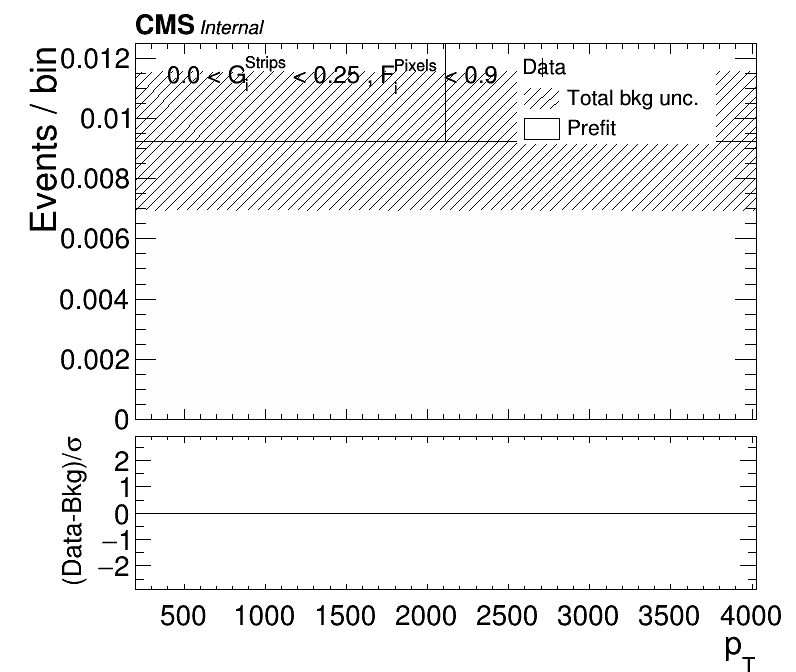 CMS Internal
Events / bin
0.012
0.01
0.008
0.006
0.004
0.002
0
0.0 < G_i^Strips < 0.25 , F_i^Pixels < 0.9
Data
Total bkg unc.
Prefit
(Data-Bkg)/σ
2
1
0
−1
−2
500 1000 1500 2000 2500 3000 3500 4000
p_T